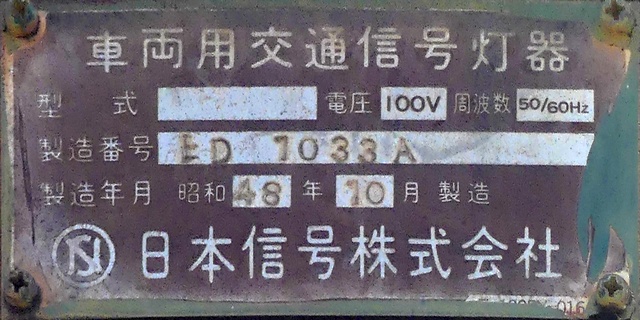 車両用交通信号灯器
型 式 電圧 100V 周波数 50/60Hz
製造番号 ED 1033A
製造年月 昭和 48 年 10 月 製造
日本信号株式会社